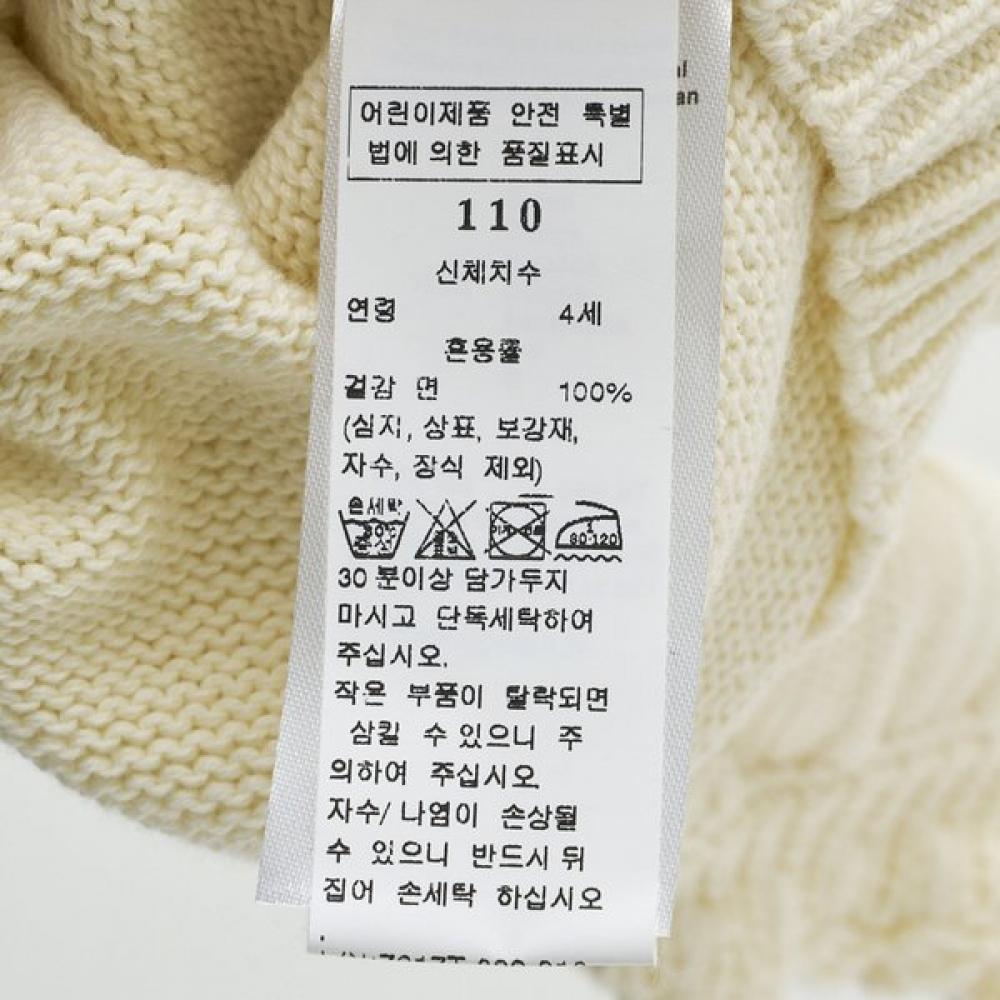 어린이제품 안전 특별
법에 의한 품질표시
110
신체치수
연령 4세
혼용률
겉감 면 100%
(심지, 상표, 보강재,
자수, 장식 제외)
손세탁
30℃
80-120
30 분이상 담가두지
마시고 단독세탁하여
주십시오.
작은 부품이 탈락되면
삼킬 수 있으니 주
의하여 주십시오.
자수/ 나염이 손상될
수 있으니 반드시 뒤
집어 손세탁 하십시오